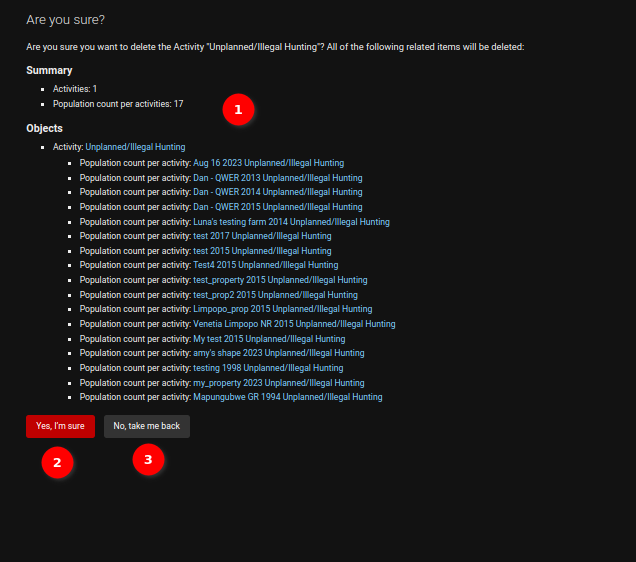 Are you sure?
Are you sure you want to delete the Activity "Unplanned/Illegal Hunting"? All of the following related items will be deleted:
Summary
Activities: 1
Population count per activities: 17
1
Objects
Activity: Unplanned/Illegal Hunting
Population count per activity: Aug 16 2023 Unplanned/Illegal Hunting
Population count per activity: Dan - QWER 2013 Unplanned/Illegal Hunting
Population count per activity: Dan - QWER 2014 Unplanned/Illegal Hunting
Population count per activity: Dan - QWER 2015 Unplanned/Illegal Hunting
Population count per activity: Luna's testing farm 2014 Unplanned/Illegal Hunting
Population count per activity: test 2017 Unplanned/Illegal Hunting
Population count per activity: test 2015 Unplanned/Illegal Hunting
Population count per activity: Test4 2015 Unplanned/Illegal Hunting
Population count per activity: test_property 2015 Unplanned/Illegal Hunting
Population count per activity: test_prop2 2015 Unplanned/Illegal Hunting
Population count per activity: Limpopo_prop 2015 Unplanned/Illegal Hunting
Population count per activity: Venetia Limpopo NR 2015 Unplanned/Illegal Hunting
Population count per activity: My test 2015 Unplanned/Illegal Hunting
Population count per activity: amy's shape 2023 Unplanned/Illegal Hunting
Population count per activity: testing 1998 Unplanned/Illegal Hunting
Population count per activity: my_property 2023 Unplanned/Illegal Hunting
Population count per activity: Mapungubwe GR 1994 Unplanned/Illegal Hunting
Yes, I'm sure
No, take me back
2
3